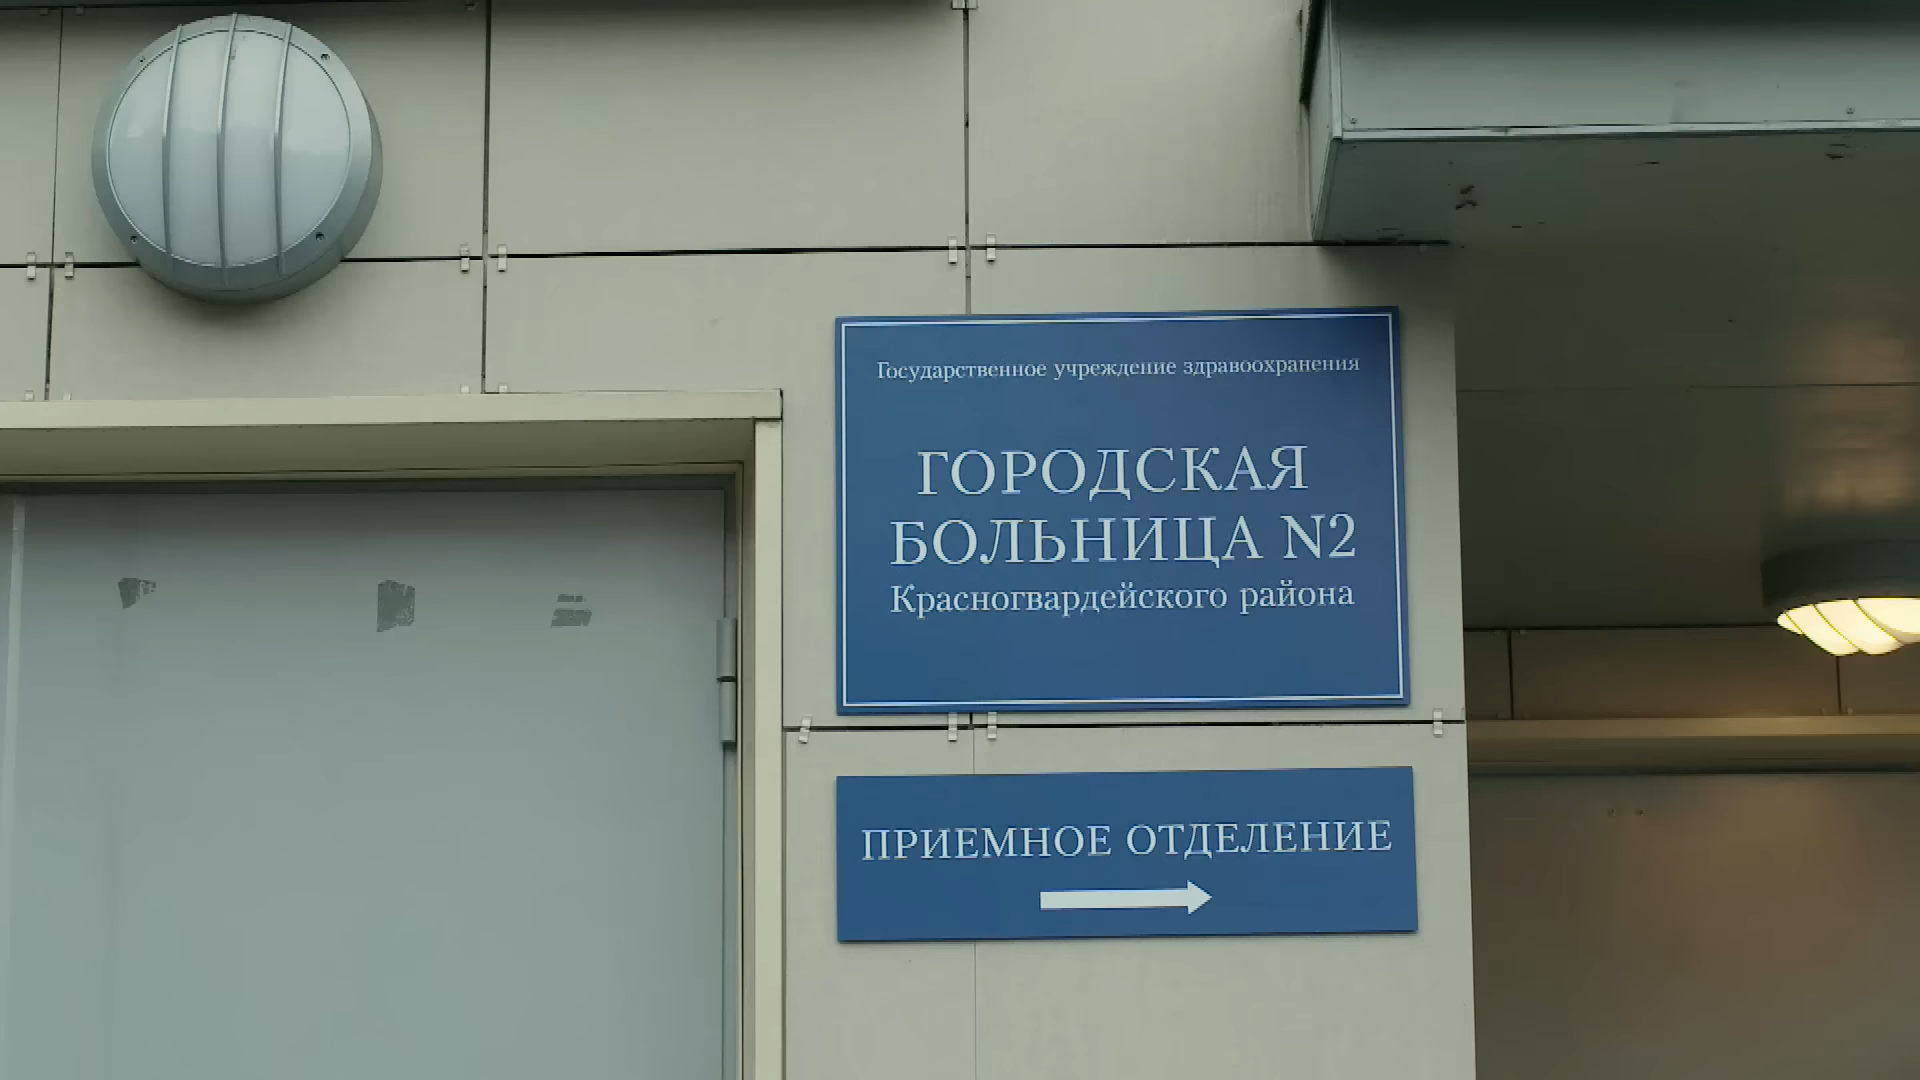 Государственное учреждение здравоохранения
ГОРОДСКАЯ
БОЛЬНИЦА N2
Красногвардейского района
ПРИЕМНОЕ ОТДЕЛЕНИЕ